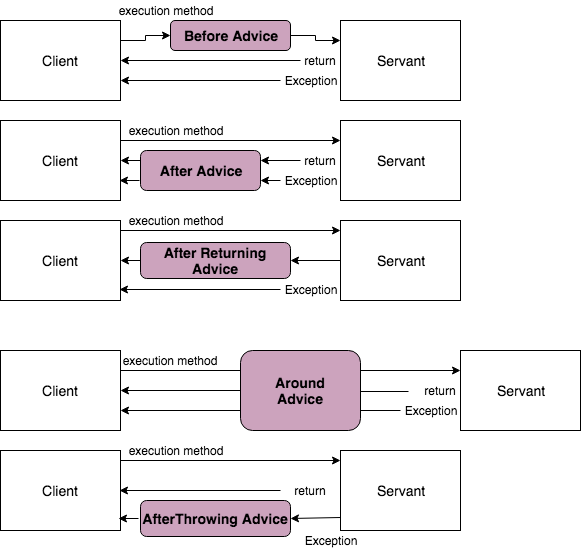 execution method
Client
Before Advice
Servant
return
Exception
execution method
Client
After Advice
return
Servant
Exception
execution method
Client
After Returning
Advice
Servant
Exception
execution method
Client
Around
Advice
return
Servant
Exception
execution method
Client
return
Servant
AfterThrowing Advice
Exception